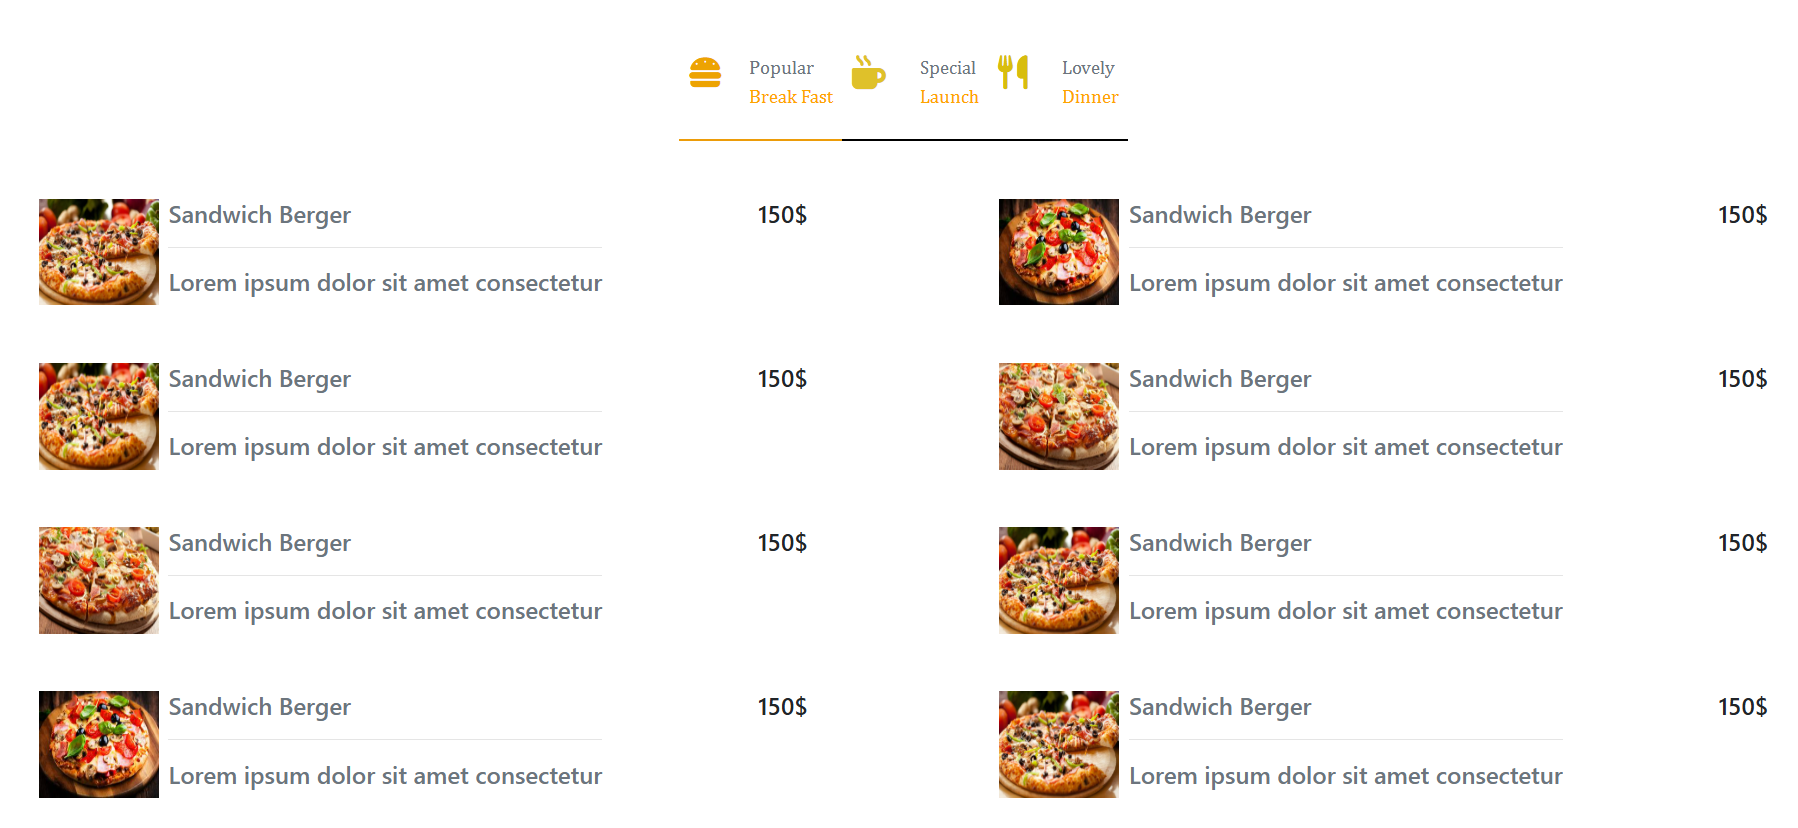 Popular
Break Fast
Special
Launch
Lovely
Dinner
Sandwich Berger 150$
Lorem ipsum dolor sit amet consectetur
Sandwich Berger 150$
Lorem ipsum dolor sit amet consectetur
Sandwich Berger 150$
Lorem ipsum dolor sit amet consectetur
Sandwich Berger 150$
Lorem ipsum dolor sit amet consectetur
Sandwich Berger 150$
Lorem ipsum dolor sit amet consectetur
Sandwich Berger 150$
Lorem ipsum dolor sit amet consectetur
Sandwich Berger 150$
Lorem ipsum dolor sit amet consectetur
Sandwich Berger 150$
Lorem ipsum dolor sit amet consectetur